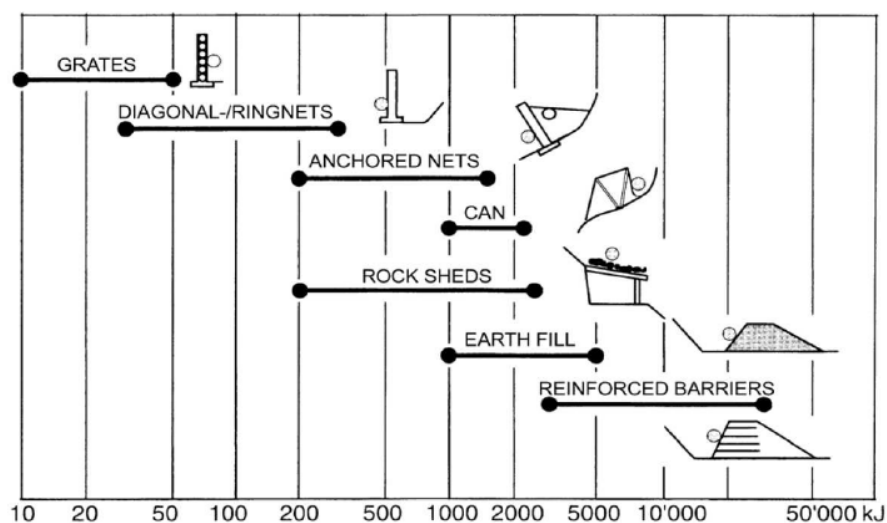 GRATES
DIAGONAL-/RINGNETS
ANCHORED NETS
CAN
ROCK SHEDS
EARTH FILL
REINFORCED BARRIERS
10 20 50 100 200 500 1000 2000 5000 10'000 50'000 kJ